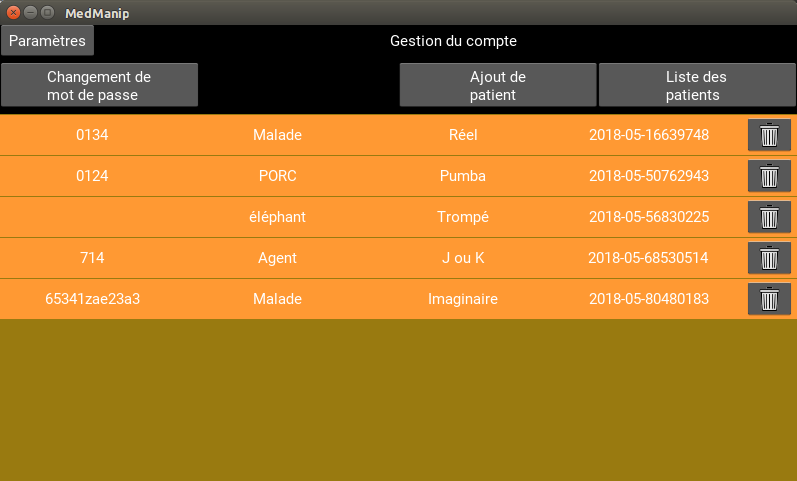 MedManip
Paramètres
Gestion du compte
Changement de
mot de passe
Ajout de
patient
Liste des
patients
0134 Malade Réel 2018-05-16639748
0124 PORC Pumba 2018-05-50762943
éléphant Trompé 2018-05-56830225
714 Agent J ou K 2018-05-68530514
65341zae23a3 Malade Imaginaire 2018-05-80480183